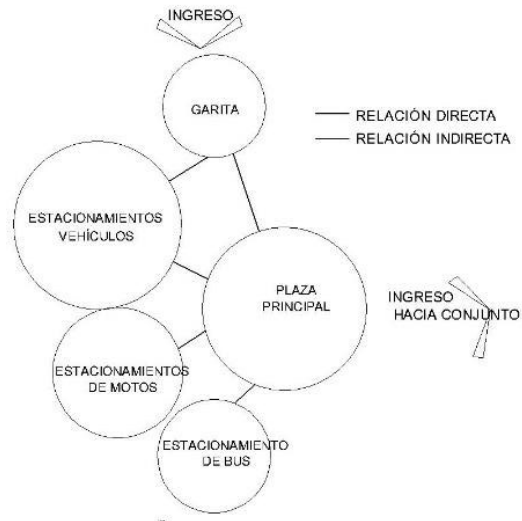 INGRESO
GARITA
RELACIÓN DIRECTA
RELACIÓN INDIRECTA
ESTACIONAMIENTOS
VEHÍCULOS
PLAZA
PRINCIPAL
INGRESO
HACIA CONJUNTO
ESTACIONAMIENTOS
DE MOTOS
ESTACIONAMIENTO
DE BUS